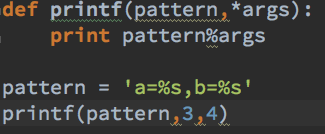 def printf(pattern,*args):
print pattern%args
pattern = 'a=%s,b=%s'
printf(pattern,3,4)